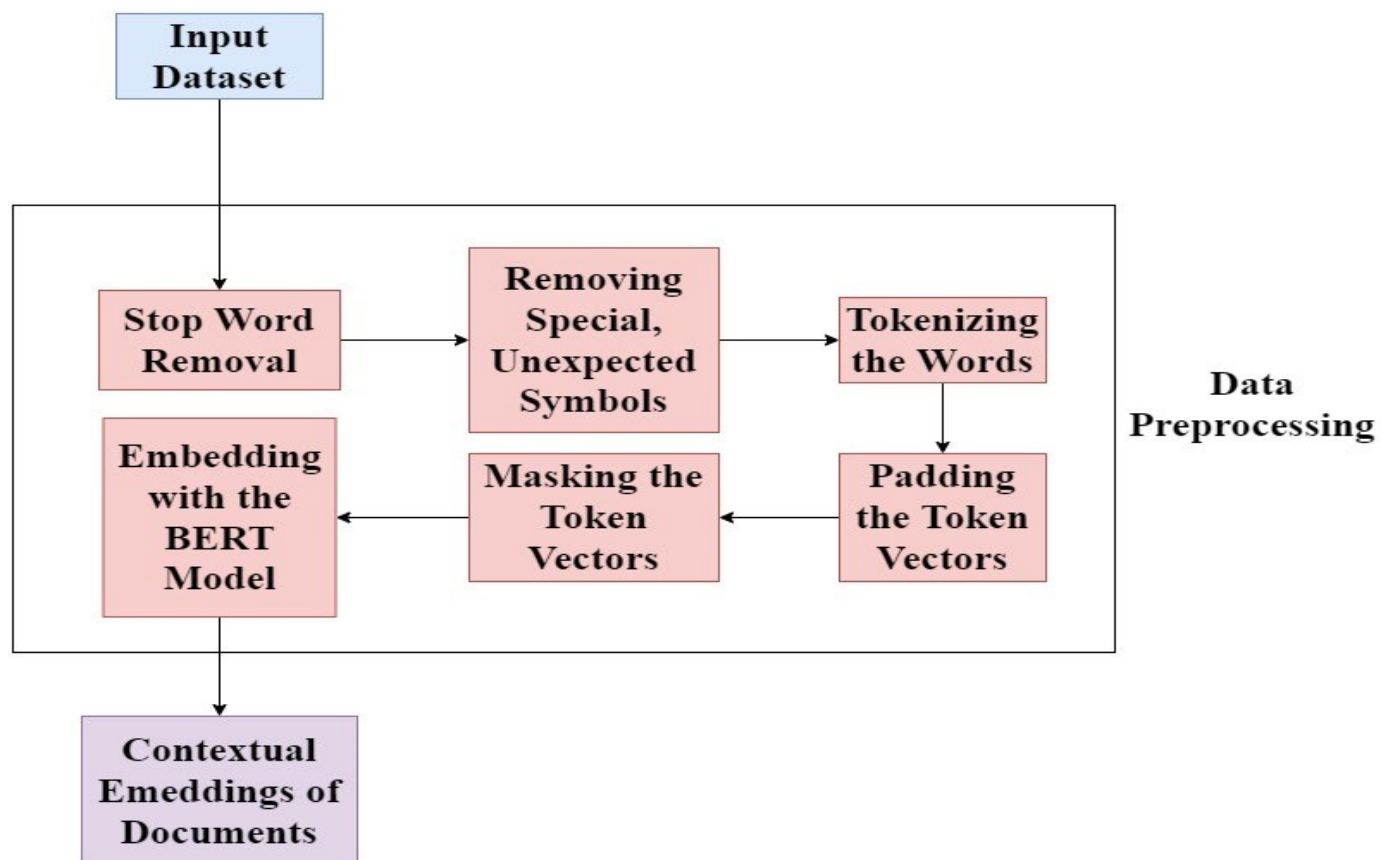 Input
Dataset
Stop Word
Removal
Removing
Special,
Unexpected
Symbols
Tokenizing
the Words
Data
Preprocessing
Padding
the Token
Vectors
Masking the
Token
Vectors
Embedding
with the
BERT
Model
Contextual
Emeddings of
Documents